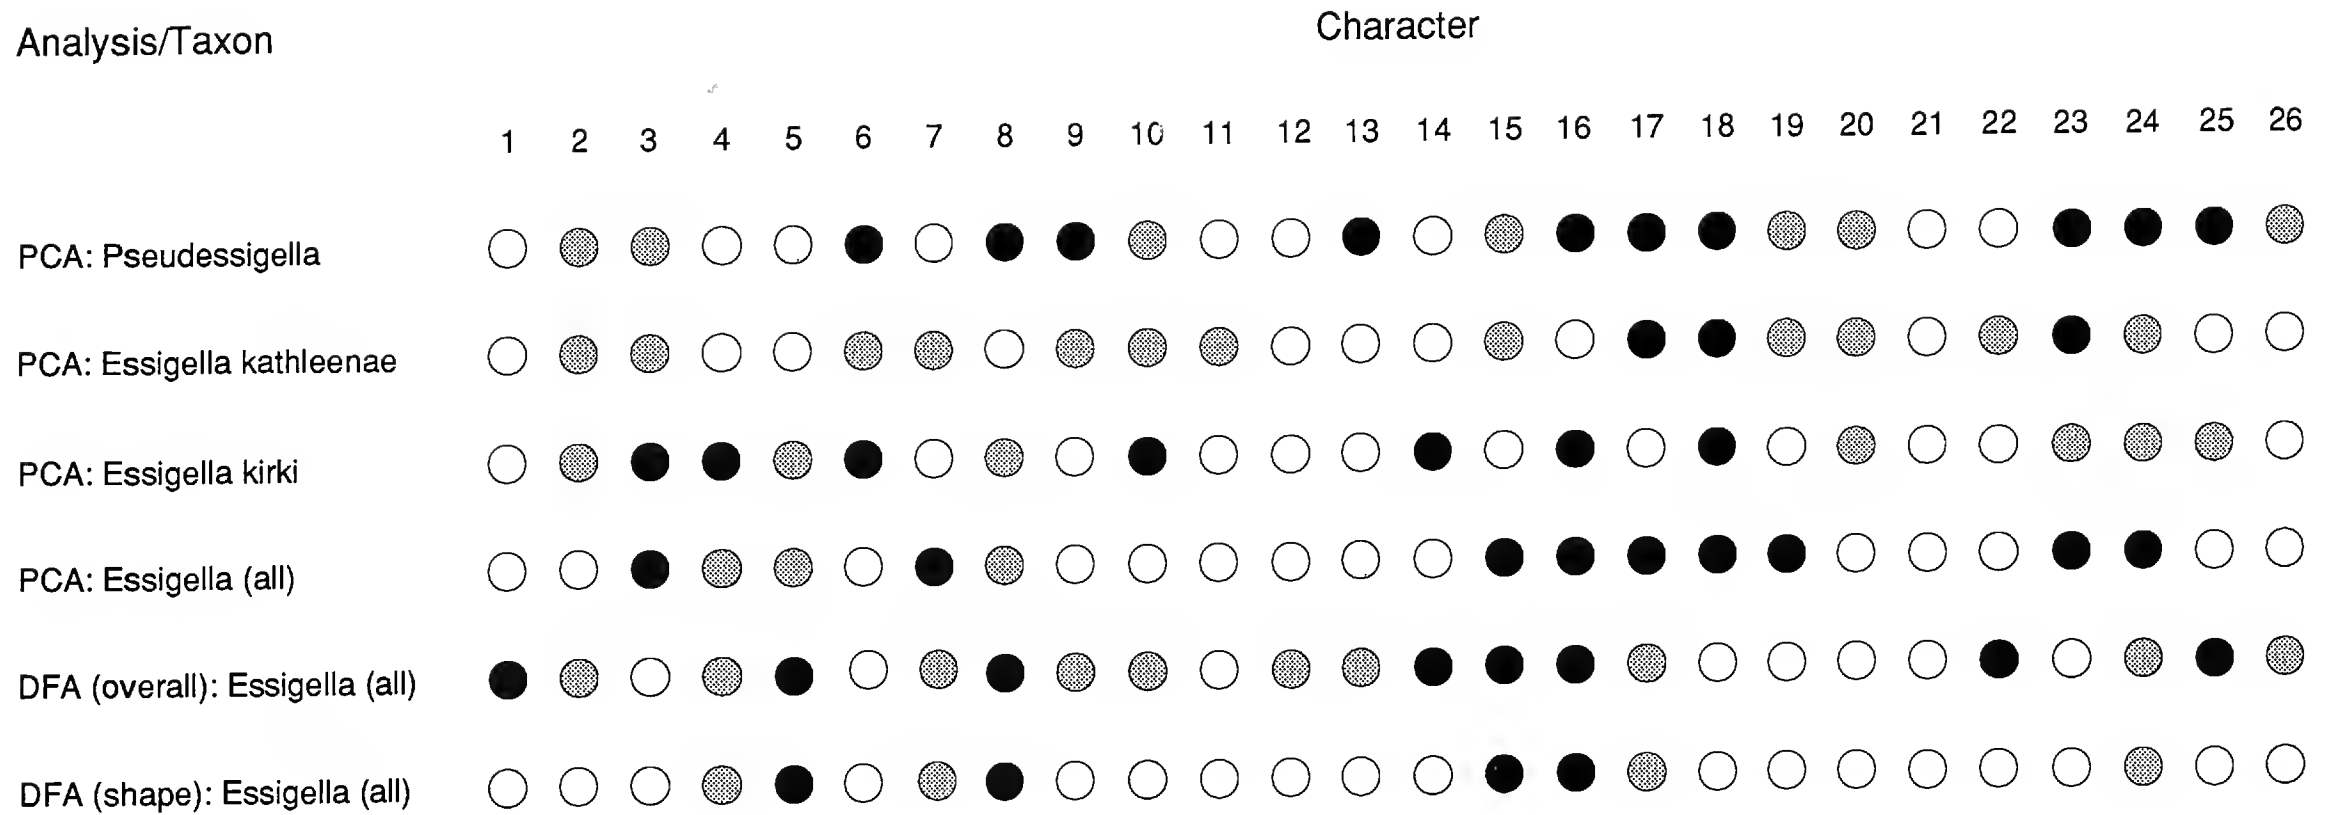 Analysis/Taxon
Character
1 2 3 4 5 6 7 8 9 10 11 12 13 14 15 16 17 18 19 20 21 22 23 24 25 26
PCA: Pseudessigella
PCA: Essigella kathleenae
PCA: Essigella kirki
PCA: Essigella (all)
DFA (overall): Essigella (all)
DFA (shape): Essigella (all)